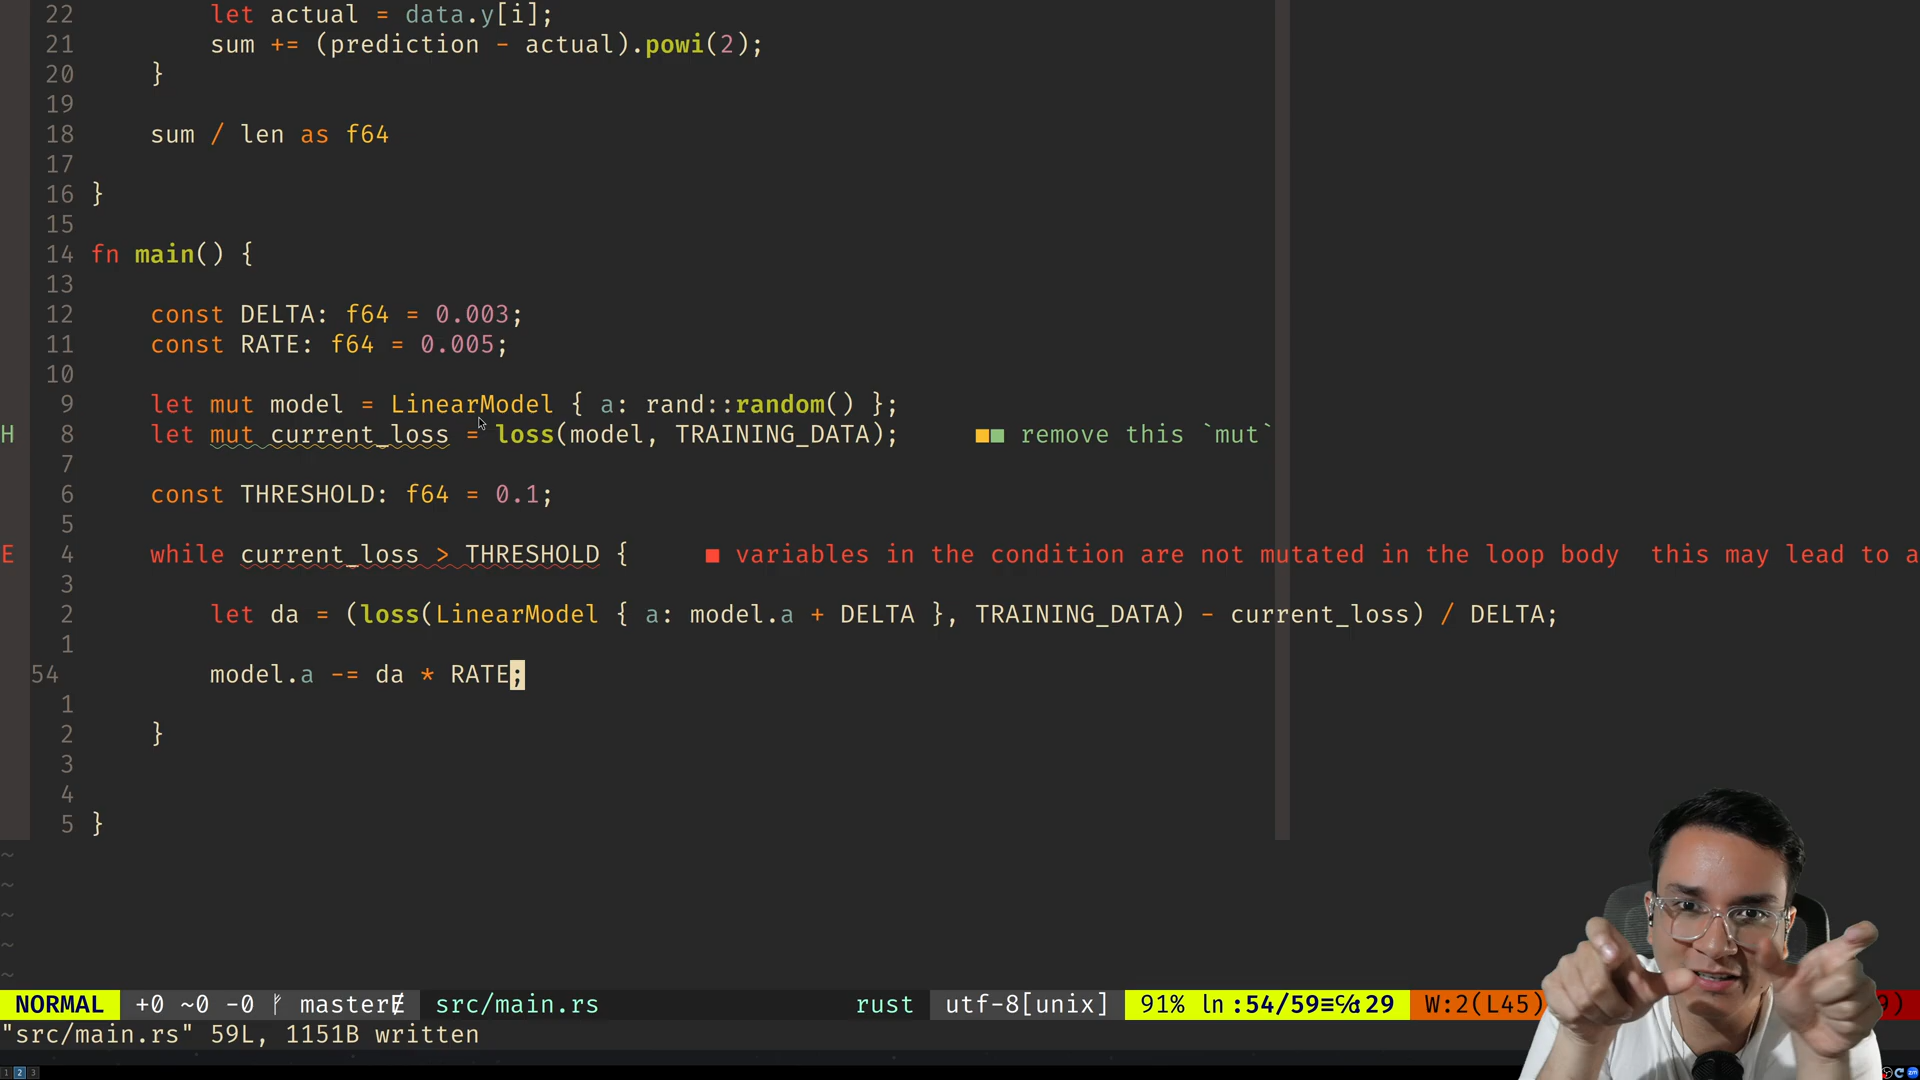 22 let actual = data.y[i];
21 sum += (prediction - actual).powi(2);
20 }
19
18 sum / len as f64
17
16 }
15
14 fn main() {
13
12 const DELTA: f64 = 0.003;
11 const RATE: f64 = 0.005;
10
9 let mut model = LinearModel { a: rand::random() };
H 8 let mut current_loss = loss(model, TRAINING_DATA); ■■ remove this `mut`
7
6 const THRESHOLD: f64 = 0.1;
5
E 4 while current_loss > THRESHOLD { ■ variables in the condition are not mutated in the loop body  this may lead to a
3
2 let da = (loss(LinearModel { a: model.a + DELTA }, TRAINING_DATA) - current_loss) / DELTA;
1
54 model.a -= da * RATE;
1
2 }
3
4
5 }
~
~
~
~
~
NORMAL +0 ~0 -0 master src/main.rs rust utf-8[unix] 91% ln :54/59≡℅:29 W:2(L45) 9)
"src/main.rs" 59L, 1151B written
1 2 3